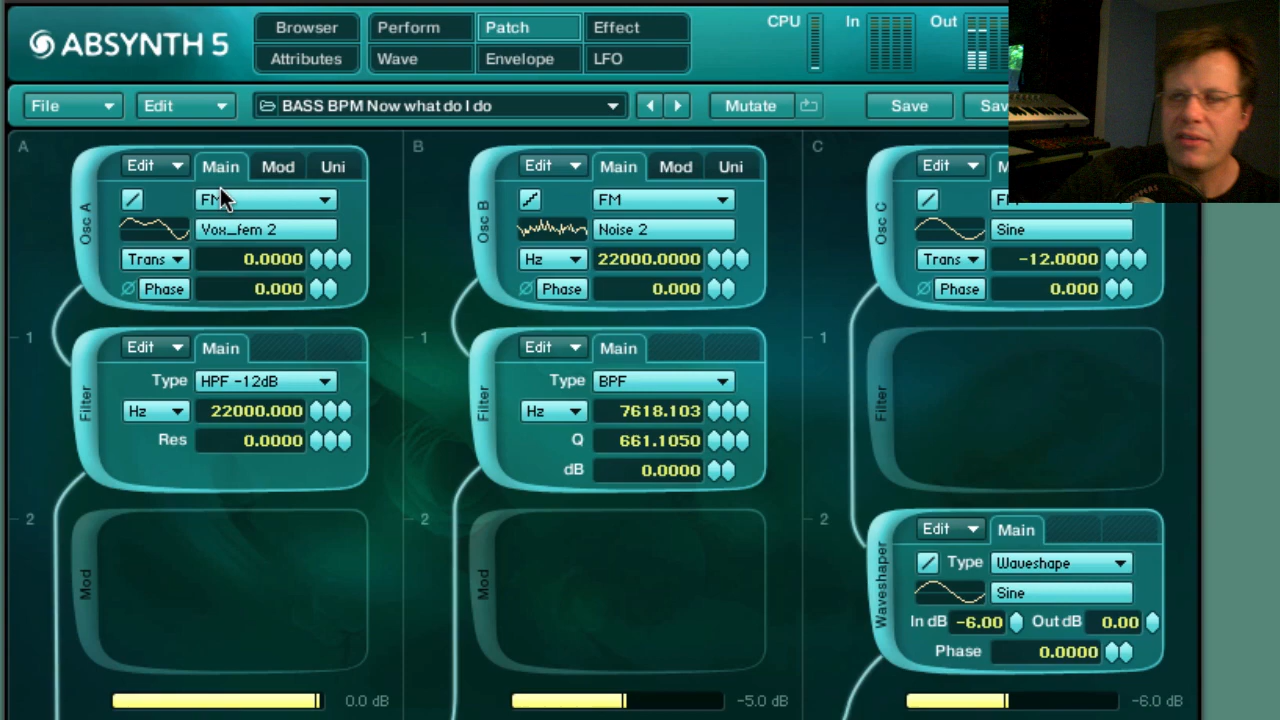 ABSYNTH 5
Browser Perform Patch Effect
Attributes Wave Envelope LFO
CPU In Out
File Edit BASS BPM Now what do I do Mutate Save
A B C
Osc A Edit Main Mod Uni
FM
Vox_fem 2
Trans 0.0000
Phase 0.000
Osc B Edit Main Mod Uni
FM
Noise 2
Hz 22000.0000
Phase 0.000
Osc C Edit
Sine
Trans -12.0000
Phase 0.000
1 1 1
Filter Edit Main
Type HPF -12dB
Hz 22000.000
Res 0.0000
Filter Edit Main
Type BPF
Hz 7618.103
Q 661.1050
dB 0.0000
Filter
2 2 2
Mod
Mod
Waveshaper Edit Main
Type Waveshape
Sine
In dB -6.00 Out dB 0.00
Phase 0.0000
0.0 dB -5.0 dB -6.0 dB